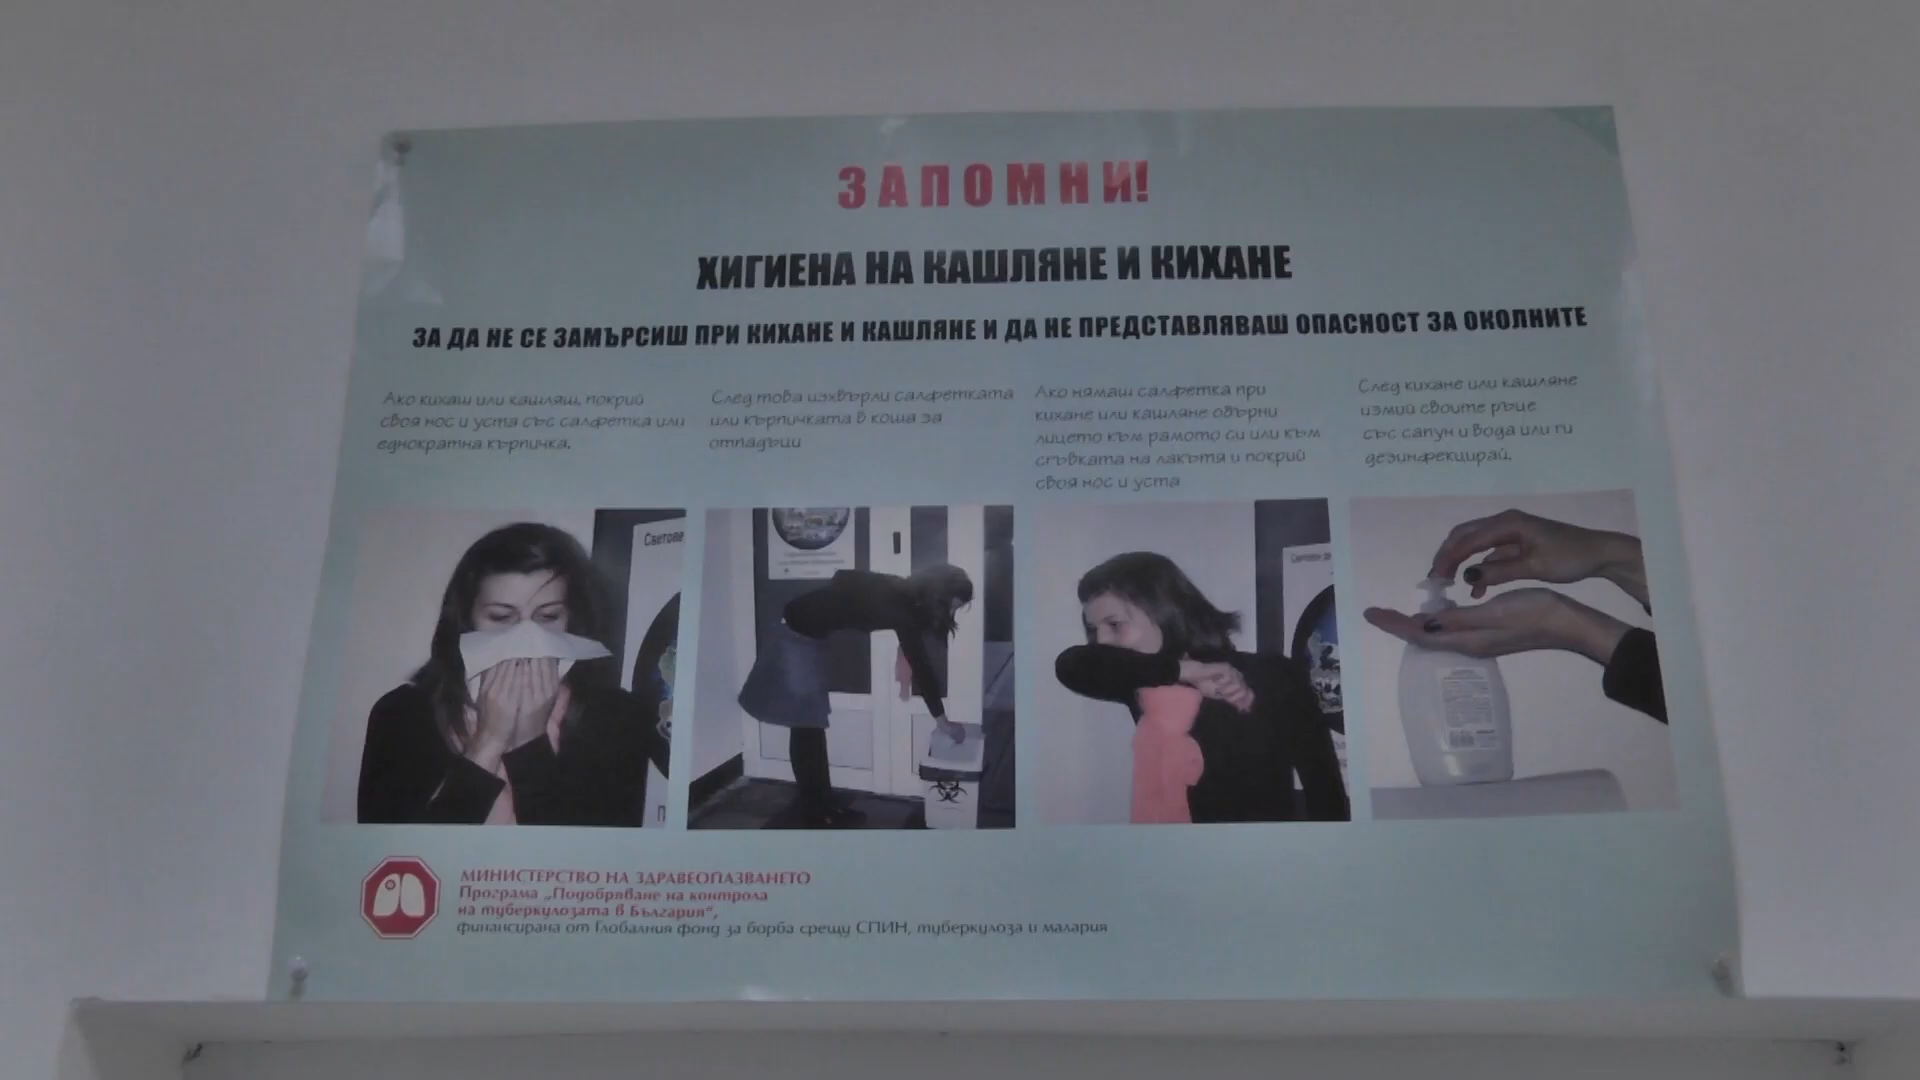 ЗАПОМНИ!
ХИГИЕНА НА КАШЛЯНЕ И КИХАНЕ
ЗА ДА НЕ СЕ ЗАМЪРСИШ ПРИ КИХАНЕ И КАШЛЯНЕ И ДА НЕ ПРЕДСТАВЛЯВАШ ОПАСНОСТ ЗА ОКОЛНИТЕ
Ако кихаш или кашляш, покрий
своя нос и уста със салфетка или
еднократна кърпичка.
След това изхвърли салфетката
или кърпичката в коша за
отпадъци
Ако нямаш салфетка при
кихане или кашляне обърни
лицето към рамото си или към
сгъвката на лакътя и покрий
своя нос и уста
След кихане или кашляне
измий своите ръце
със сапун и вода или ги
дезинфекцирай.
Светове
МИНИСТЕРСТВО НА ЗДРАВЕОПАЗВАНЕТО
Програма „Подобряване на контрола
на туберкулозата в България“,
финансирана от Глобалния фонд за борба срещу СПИН, туберкулоза и малария